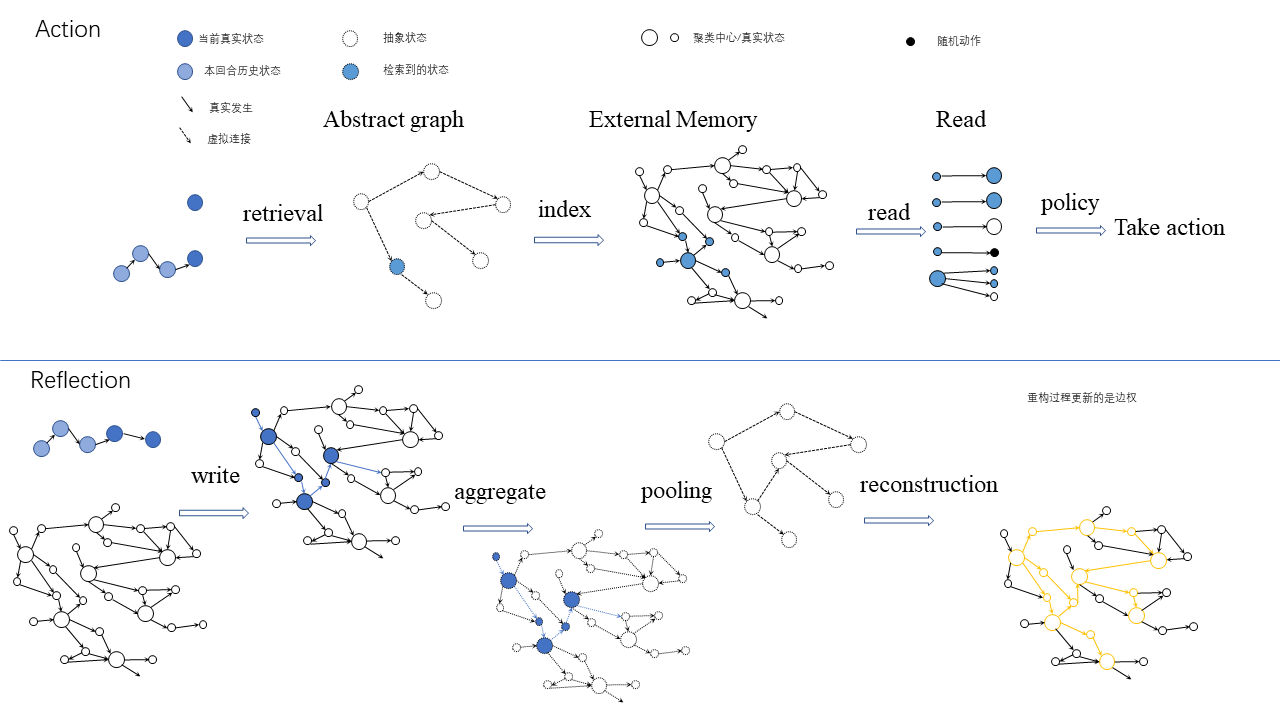 Action
当前真实状态
抽象状态
聚类中心/真实状态
随机动作
本回合历史状态
检索到的状态
真实发生
虚拟连接
Abstract graph
External Memory
Read
retrieval
index
read
policy
Take action
Reflection
重构过程更新的是边权
write
aggregate
pooling
reconstruction